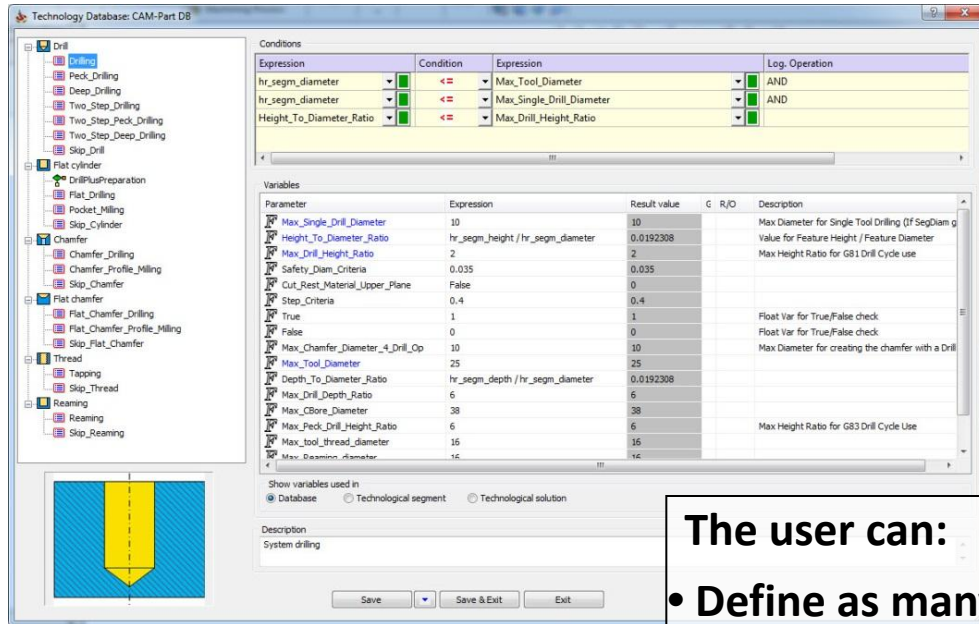 Technology Database: CAM-Part DB
Drill
Drilling
Peck_Drilling
Deep_Drilling
Two_Step_Drilling
Two_Step_Peck_Drilling
Two_Step_Deep_Drilling
Skip_Drill
Flat cylinder
DrillPlusPreparation
Flat_Drilling
Pocket_Milling
Skip_Cylinder
Chamfer
Chamfer_Drilling
Chamfer_Profile_Milling
Skip_Chamfer
Flat chamfer
Flat_Chamfer_Drilling
Flat_Chamfer_Profile_Milling
Skip_Flat_Chamfer
Thread
Tapping
Skip_Thread
Reaming
Reaming
Skip_Reaming
Conditions
Expression Condition Expression Log. Operation
hr_segm_diameter <= Max_Tool_Diameter AND
hr_segm_diameter <= Max_Single_Drill_Diameter AND
Height_To_Diameter_Ratio <= Max_Drill_Height_Ratio
Variables
Parameter Expression Result value G R/O Description
Max_Single_Drill_Diameter 10 10 Max Diameter for Single Tool Drilling (If SegDiam g
Height_To_Diameter_Ratio hr_segm_height / hr_segm_diameter 0.0192308 Value for Feature Height / Feature Diameter
Max_Drill_Height_Ratio 2 2 Max Height Ratio for G81 Drill Cycle use
Safety_Diam_Criteria 0.035 0.035
Cut_Rest_Material_Upper_Plane False 0
Step_Criteria 0.4 0.4
True 1 1 Float Var for True/False check
False 0 0 Float Var for True/False check
Max_Chamfer_Diameter_4_Drill_Op 10 10 Max Diameter for creating the chamfer with a Drill
Max_Tool_Diameter 25 25
Depth_To_Diameter_Ratio hr_segm_depth / hr_segm_diameter 0.0192308
Max_Drill_Depth_Ratio 6 6
Max_CBore_Diameter 38 38
Max_Peck_Drill_Height_Ratio 6 6 Max Height Ratio for G83 Drill Cycle Use
Max_tool_thread_diameter 16 16
Max_Reaming_diameter 16 16
Show variables used in
Database Technological segment Technological solution
Description
System drilling
Save Save & Exit Exit
The user can:
• Define as man